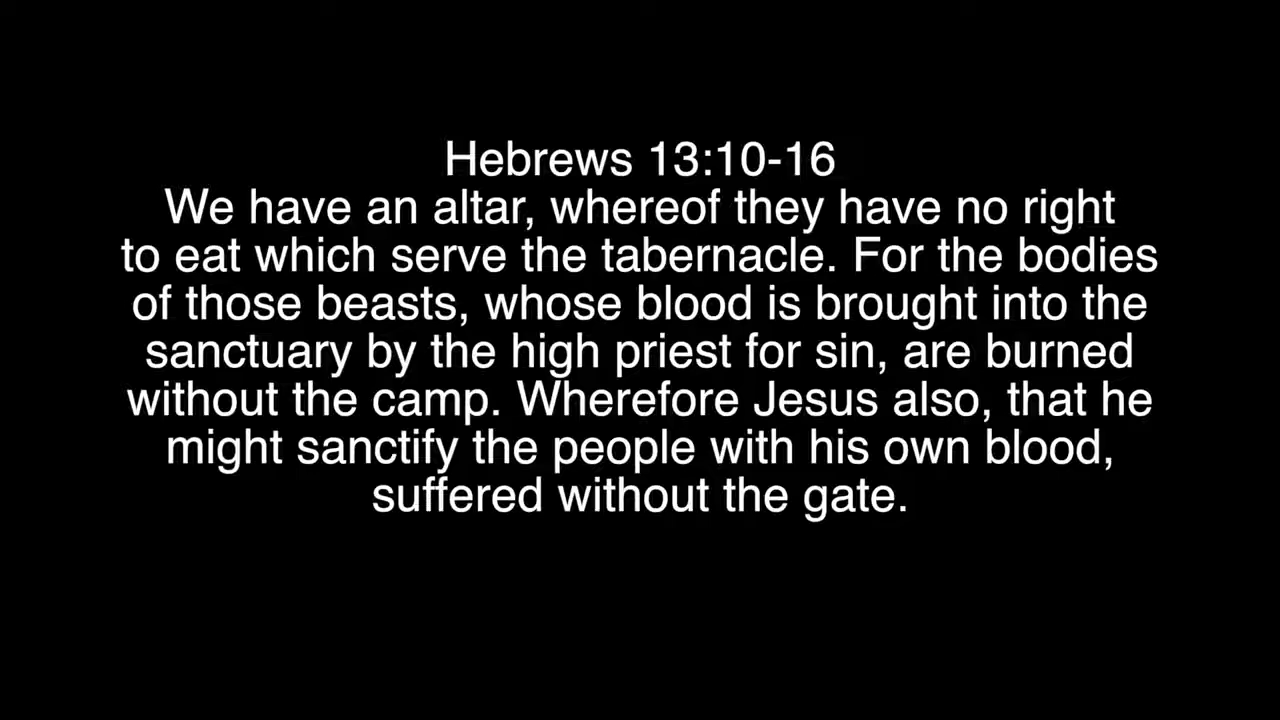 Hebrews 13:10-16
We have an altar, whereof they have no right
to eat which serve the tabernacle. For the bodies
of those beasts, whose blood is brought into the
sanctuary by the high priest for sin, are burned
without the camp. Wherefore Jesus also, that he
might sanctify the people with his own blood,
suffered without the gate.